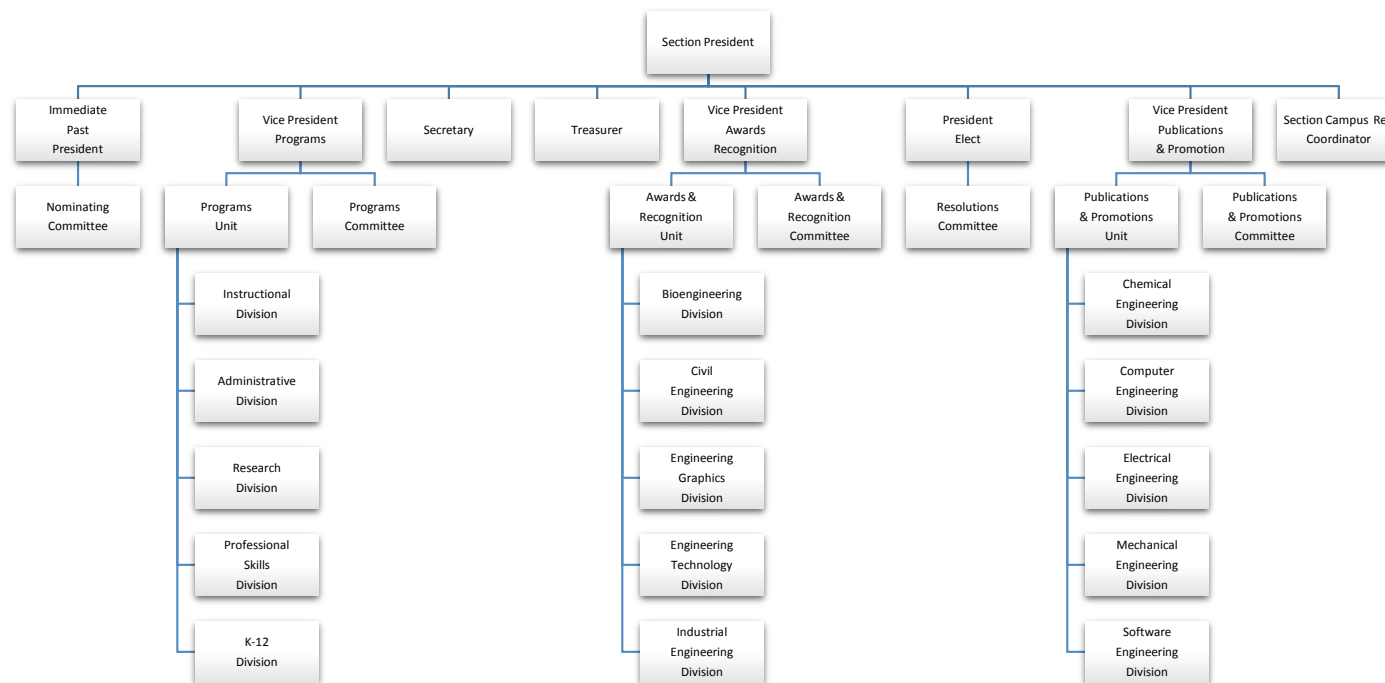 Section President
Immediate
Past
President
Vice President
Programs
Secretary
Treasurer
Vice President
Awards
Recognition
President
Elect
Vice President
Publications
& Promotion
Section Campus Re
Coordinator
Nominating
Committee
Programs
Unit
Programs
Committee
Awards &
Recognition
Unit
Awards &
Recognition
Committee
Resolutions
Committee
Publications
& Promotions
Unit
Publications
& Promotions
Committee
Instructional
Division
Bioengineering
Division
Chemical
Engineering
Division
Administrative
Division
Civil
Engineering
Division
Computer
Engineering
Division
Research
Division
Engineering
Graphics
Division
Electrical
Engineering
Division
Professional
Skills
Division
Engineering
Technology
Division
Mechanical
Engineering
Division
K-12
Division
Industrial
Engineering
Division
Software
Engineering
Division